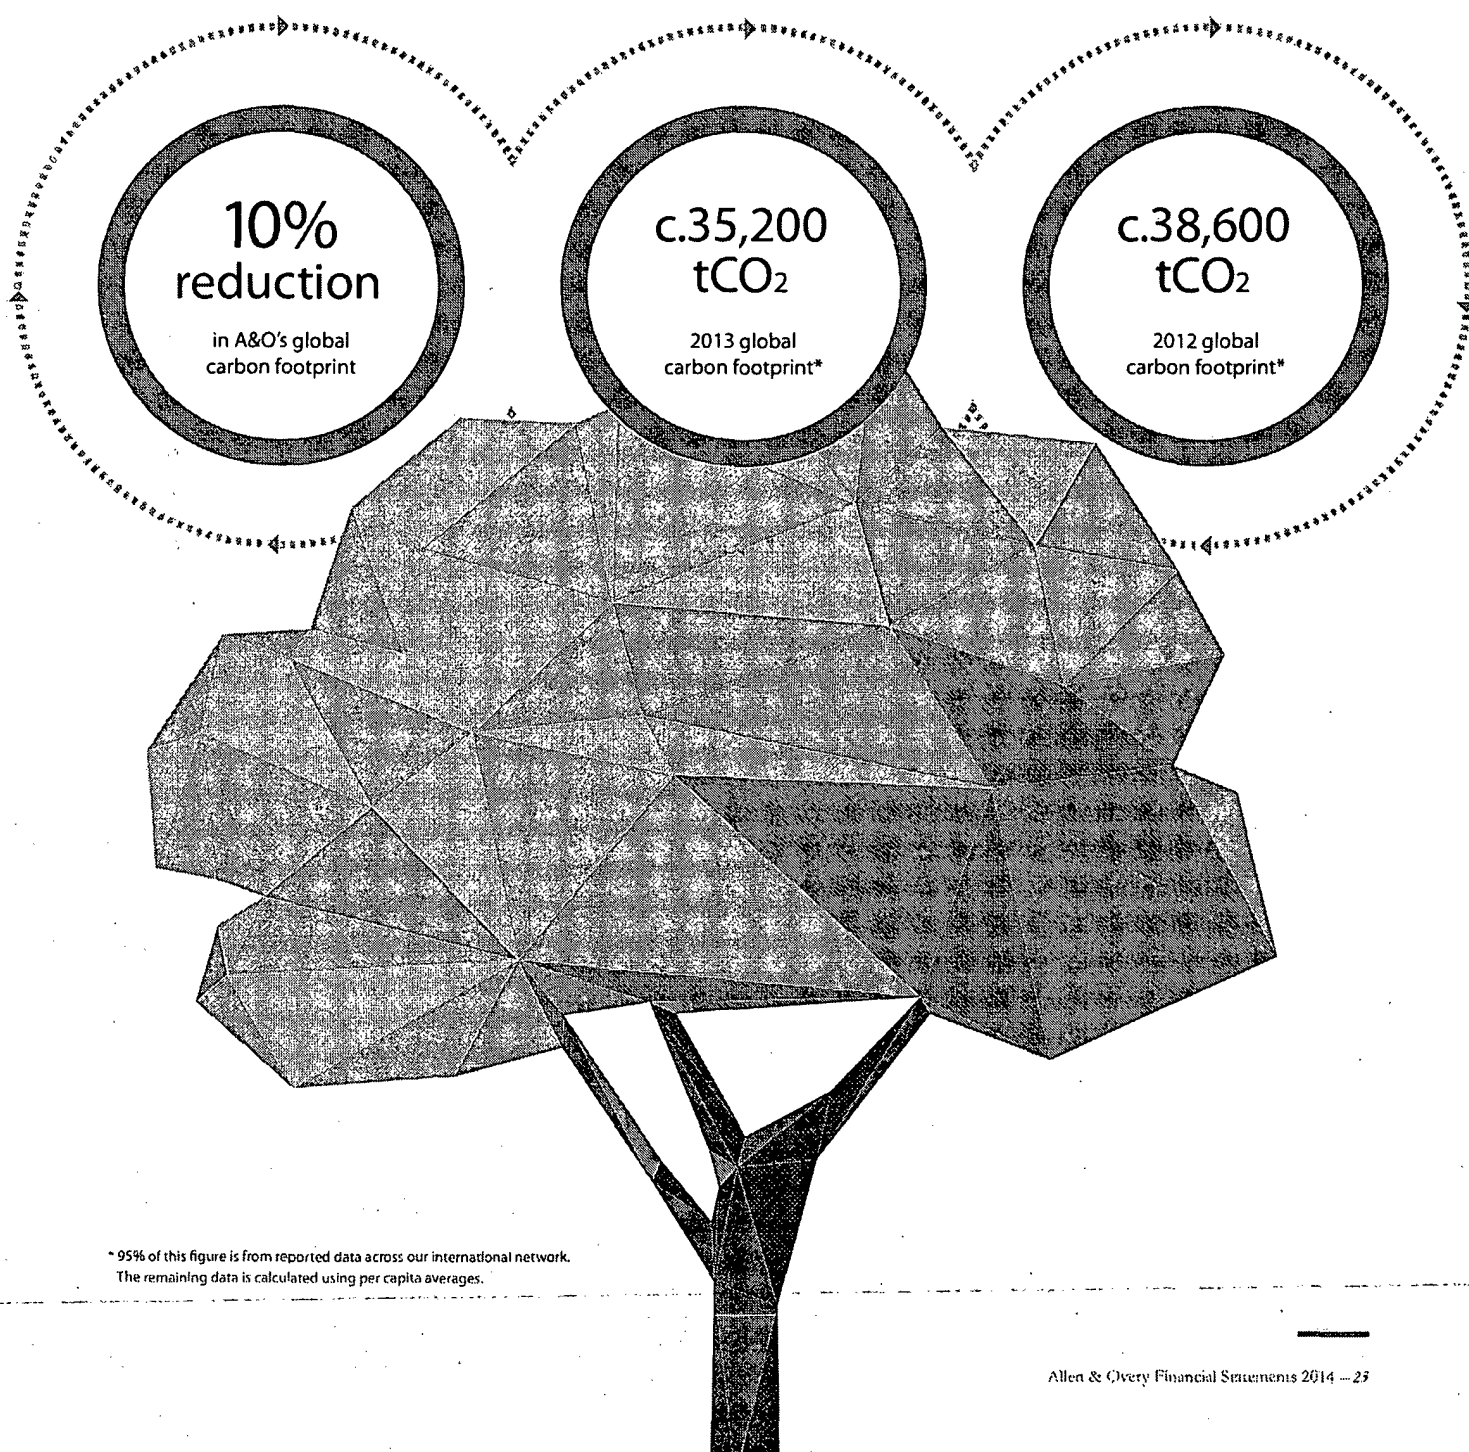 10%
reduction
in A&O's global
carbon footprint
c.35,200
tCO2
2013 global
carbon footprint*
c.38,600
tCO2
2012 global
carbon footprint*
* 95% of this figure is from reported data across our international network.
The remaining data is calculated using per capita averages.
Allen & Overy Financial Statements 2014 – 23